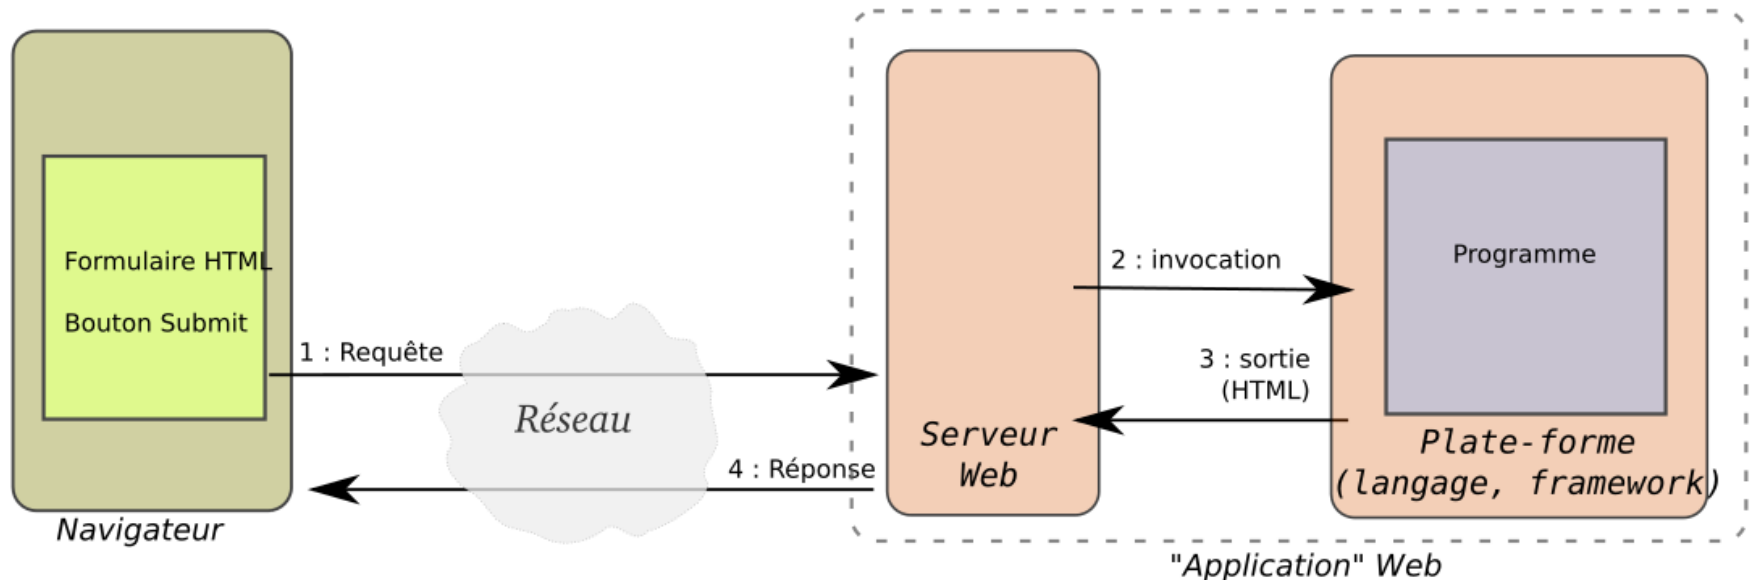 Formulaire HTML
Bouton Submit
Navigateur
1 : Requête
Réseau
4 : Réponse
Serveur
Web
2 : invocation
3 : sortie
(HTML)
Programme
Plate-forme
(langage, framework)
"Application" Web